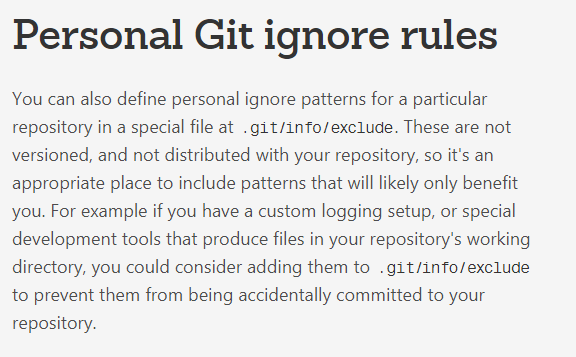 Personal Git ignore rules
You can also define personal ignore patterns for a particular
repository in a special file at .git/info/exclude. These are not
versioned, and not distributed with your repository, so it's an
appropriate place to include patterns that will likely only benefit
you. For example if you have a custom logging setup, or special
development tools that produce files in your repository's working
directory, you could consider adding them to .git/info/exclude
to prevent them from being accidentally committed to your
repository.